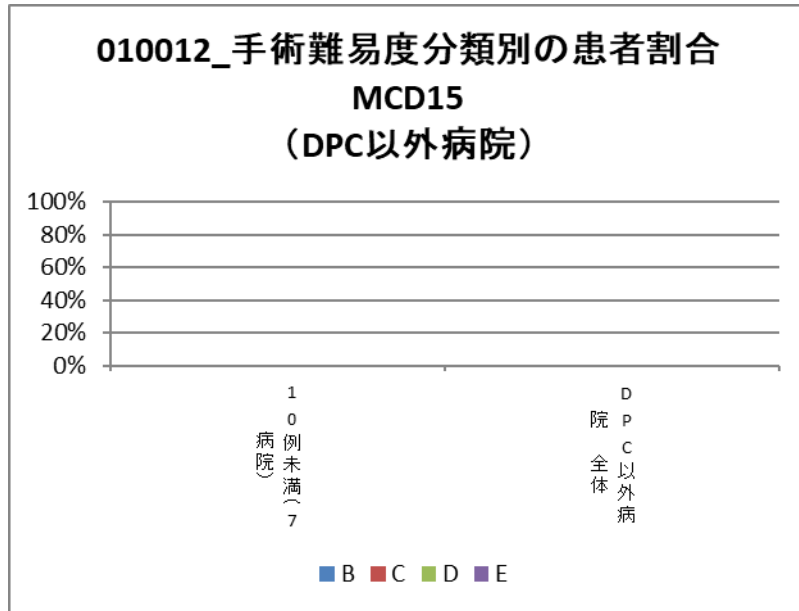 010012_手術難易度分類別の患者割合
MCD15
（DPC以外病院）
100%
80%
60%
40%
20%
0%
10例未満（7
病院）
DPC以外病
院　全体
B C D E